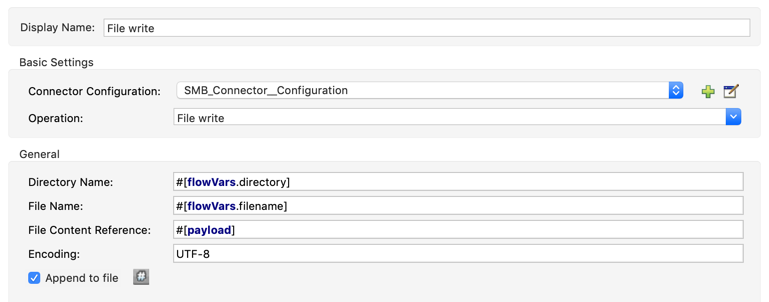 Display Name: File write
Basic Settings
Connector Configuration: SMB_Connector__Configuration
Operation: File write
General
Directory Name: #[flowVars.directory]
File Name: #[flowVars.filename]
File Content Reference: #[payload]
Encoding: UTF-8
Append to file #